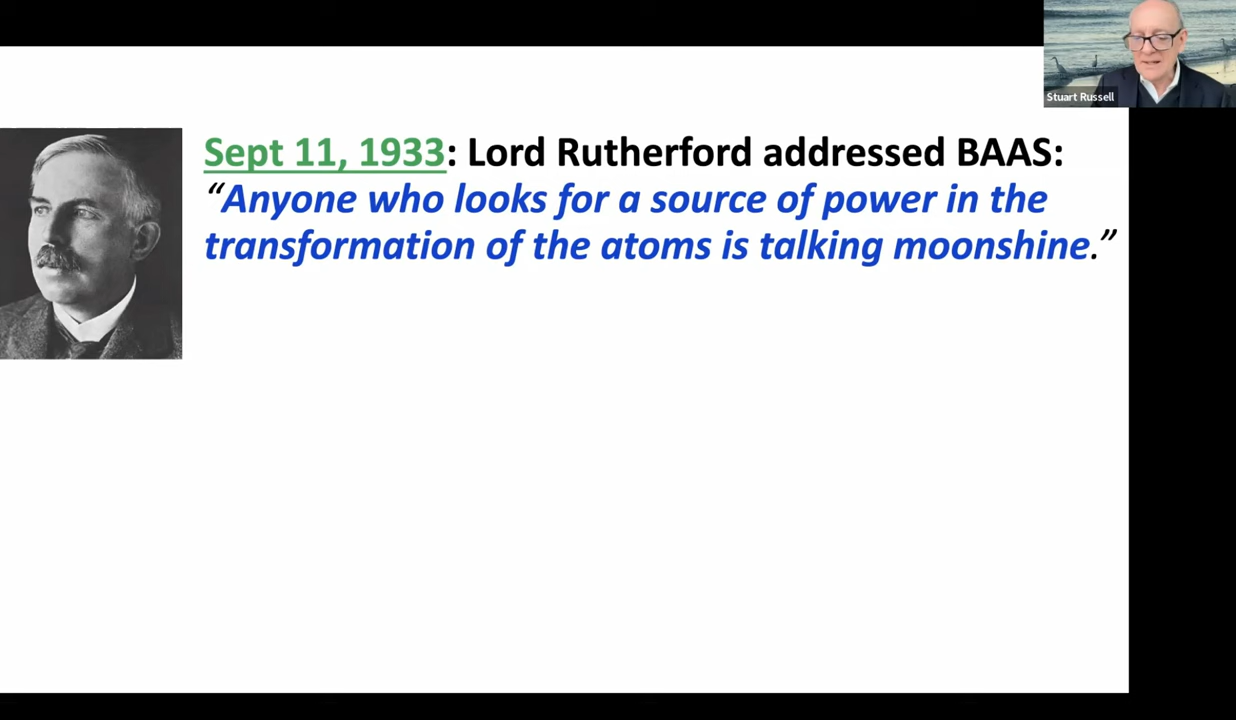 Stuart Russell
Sept 11, 1933: Lord Rutherford addressed BAAS:
“Anyone who looks for a source of power in the
transformation of the atoms is talking moonshine.”